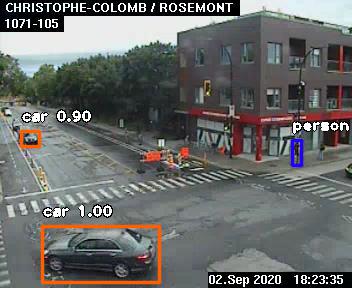 CHRISTOPHE-COLOMB / ROSEMONT
1071-105
car 0.90
person
car 1.00
02.Sep 2020 18:23:35